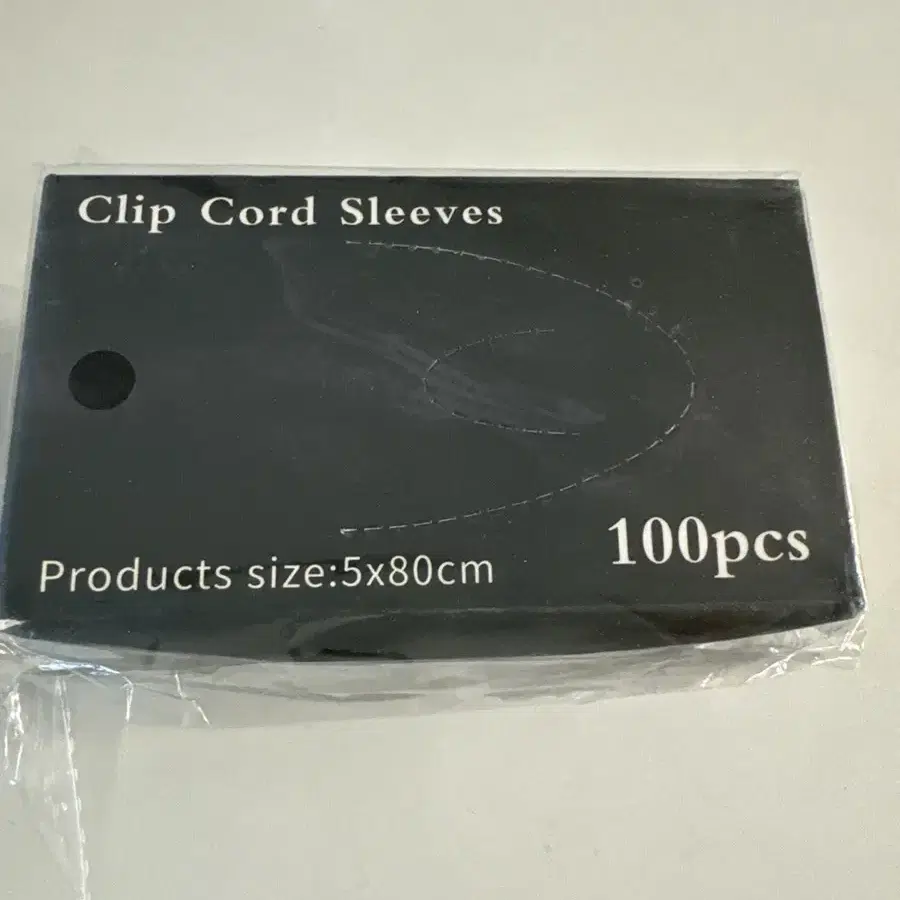 Clip Cord Sleeves
100pcs
Products size:5x80cm